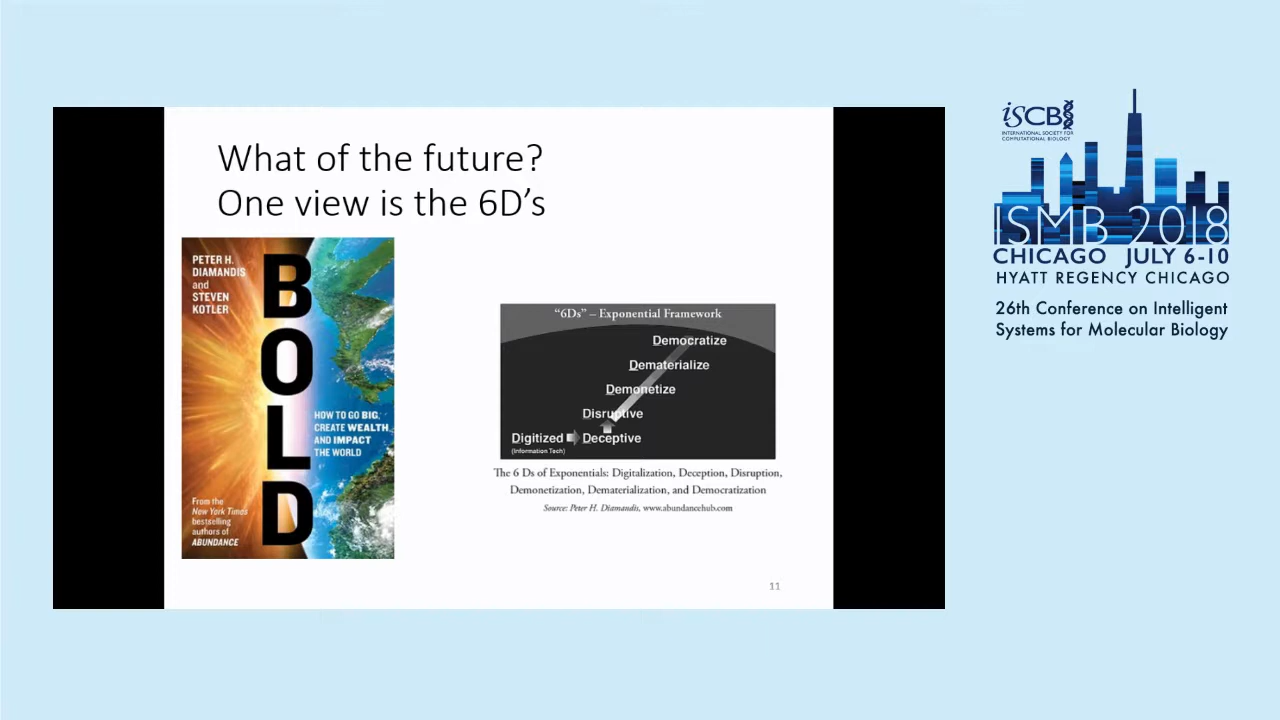 What of the future?
One view is the 6D's
PETER H.
DIAMANDIS
and
STEVEN
KOTLER
BOLD
HOW TO GO BIG,
CREATE WEALTH
AND IMPACT
THE WORLD
From the
New York Times
bestselling
authors of
ABUNDANCE
"6Ds" – Exponential Framework
Democratize
Dematerialize
Demonetize
Disruptive
Digitized Deceptive
(Information Tech)
The 6 Ds of Exponentials: Digitalization, Deception, Disruption,
Demonetization, Dematerialization, and Democratization
Source: Peter H. Diamandis, www.abundancehub.com
11
iSCB
INTERNATIONAL SOCIETY FOR
COMPUTATIONAL BIOLOGY
ISMB 2018
CHICAGO JULY 6-10
HYATT REGENCY CHICAGO
26th Conference on Intelligent
Systems for Molecular Biology